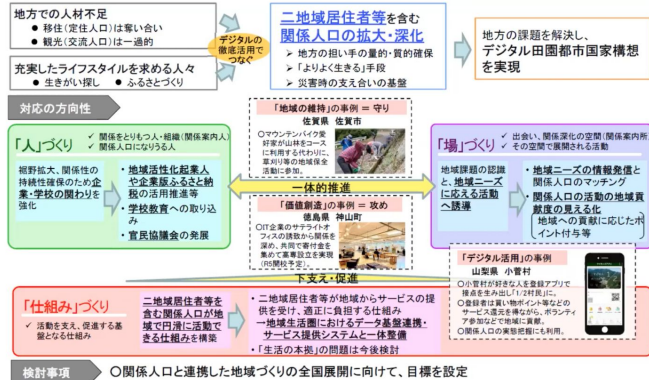 地方での人材不足
● 移住(定住人口)は奪い合い
● 観光(交流人口)は一過的
充実したライフスタイルを求める人々
● 生きがい探し ● ふるさとづくり
デジタルの
徹底活用で
つなぐ
二地域居住者等を含む
関係人口の拡大・深化
➢ 地方の担い手の量的・質的確保
➢ 「よりよく生きる」手段
➢ 災害時の支え合いの基盤
地方の課題を解決し、
デジタル田園都市国家構想
を実現
対応の方向性
「人」づくり
✓ 関係をとりもつ人・組織(関係案内人)
✓ 関係人口になりうる人
裾野拡大、関係性の
持続性確保のため企
業・学校の関わりを
強化
・地域活性化起業人
や企業版ふるさと納
税の活用推進等
・学校教育への取り込
み
・官民協議会の発展
「地域の維持」の事例 = 守り
佐賀県 佐賀市
○マウンテンバイク愛
好家が山林をコース
に利用する代わりに、
草刈り等の地域保全
活動に参加。
一体的推進
「価値創造」の事例 = 攻め
徳島県 神山町
○IT企業のサテライトオ
フィスの誘致から関係を
深め、共同で寄付金を
集めて高専設立を実現
(R5開校予定)。
「場」づくり
✓ 出会い、関係深化の空間(関係案内所)
✓ その空間で展開される活動
地域課題の認識
と、地域ニーズ
に応える活動
へ誘導
・地域ニーズの情報発信と
関係人口のマッチング
・関係人口の活動の地域貢
献度の見える化
地域への貢献に応じたポ
イント付与等
下支え・促進
「仕組み」づくり
✓ 活動を支え、促進する基
盤となる仕組み
二地域居住者等を
含む関係人口が地
域で円滑に活動で
きる仕組みを構築
・二地域居住者等が地域からサービスの提
供を受け、適正に負担する仕組み
→地域生活圏におけるデータ基盤連携・
サービス提供システムと一体整備
・「生活の本拠」の問題は今後検討
「デジタル活用」の事例
山梨県 小菅村
○小菅村が好きな人を登録アプリで
接点を生み出し「1/2村民」に。
○登録者は買い物ポイント等などの
サービス還元を得ながら、ボランティ
ア参加などで地域に貢献。
○関係人口の実態把握にも利用。
検討事項
○関係人口と連携した地域づくりの全国展開に向けて、目標を設定